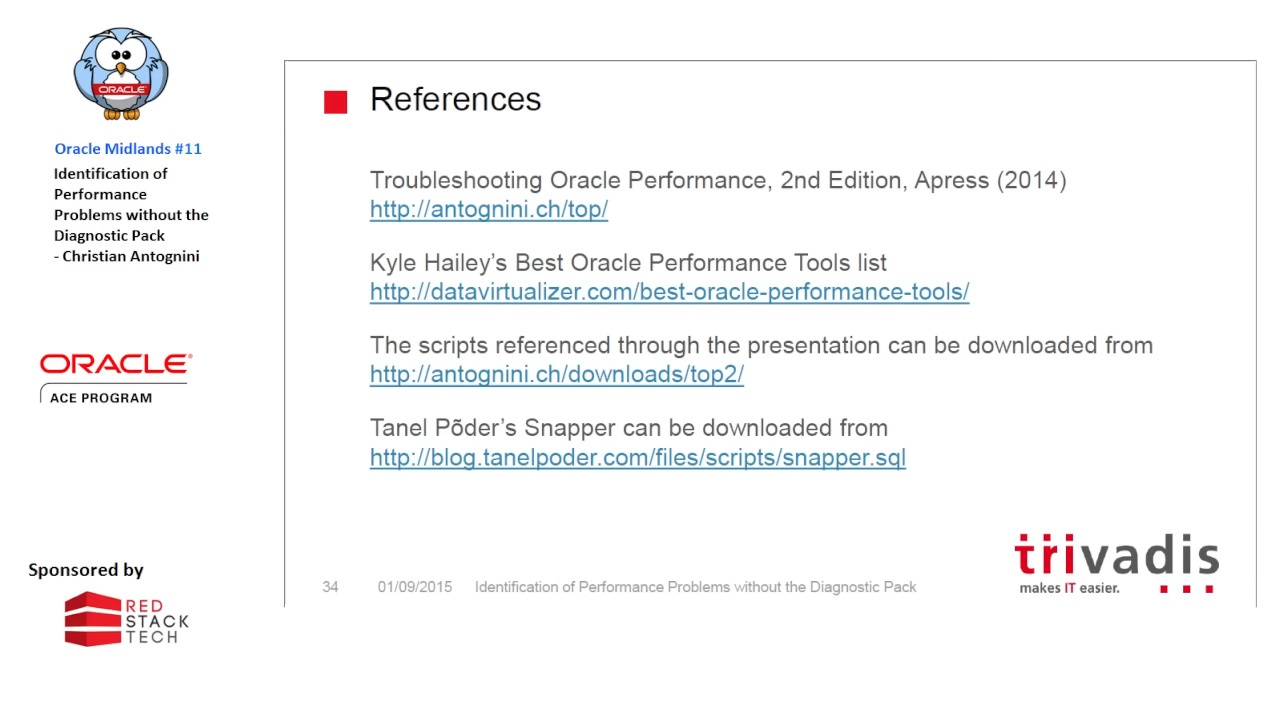 ORACLE
Oracle Midlands #11
Identification of
Performance
Problems without the
Diagnostic Pack
- Christian Antognini
ORACLE®
ACE PROGRAM
Sponsored by
RED
STACK
TECH
References
Troubleshooting Oracle Performance, 2nd Edition, Apress (2014)
http://antognini.ch/top/
Kyle Hailey’s Best Oracle Performance Tools list
http://datavirtualizer.com/best-oracle-performance-tools/
The scripts referenced through the presentation can be downloaded from
http://antognini.ch/downloads/top2/
Tanel Põder’s Snapper can be downloaded from
http://blog.tanelpoder.com/files/scripts/snapper.sql
34 01/09/2015 Identification of Performance Problems without the Diagnostic Pack
trivadis
makes IT easier.